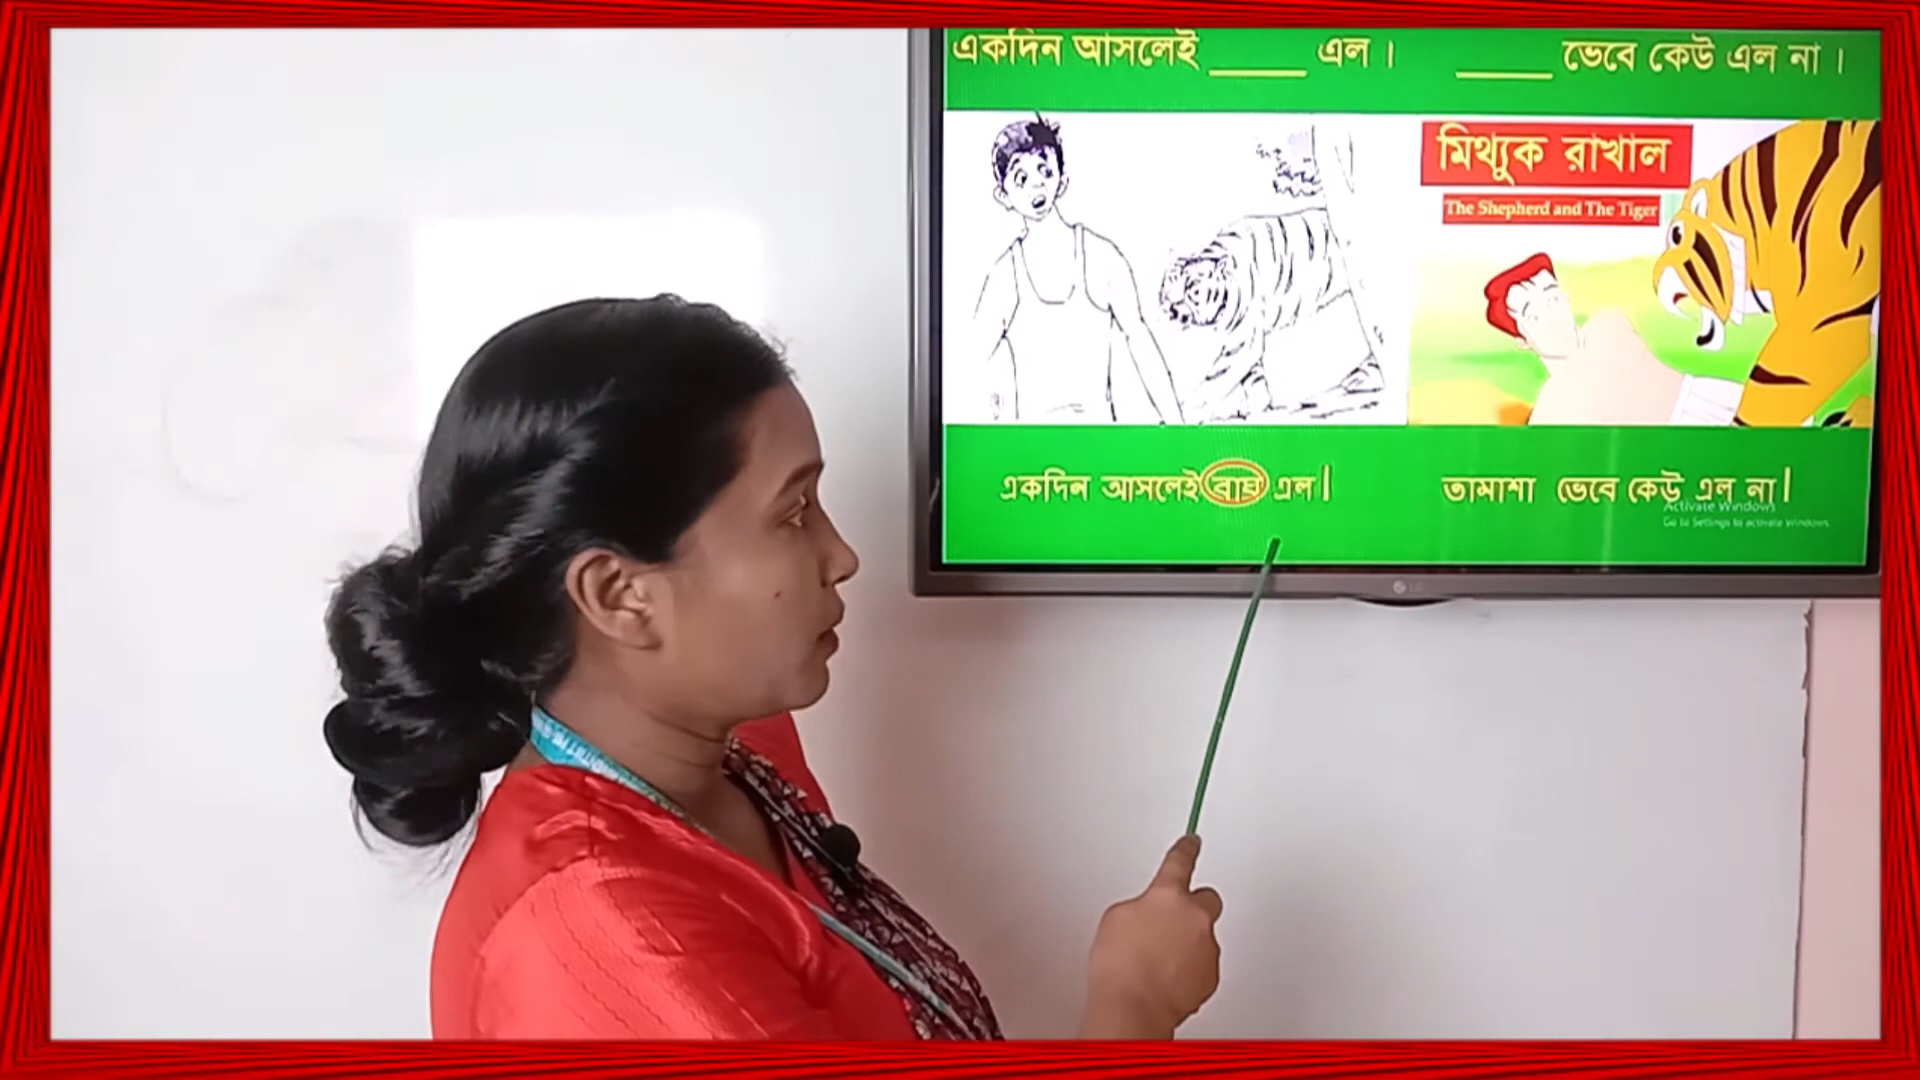 একদিন আসলেই _____ এল ।
_____ ভেবে কেউ এল না ।
মিথ্যুক রাখাল
The Shepherd and The Tiger
একদিন আসলেই বাঘ এল|
তামাশা ভেবে কেউ এল না|
Activate Windows
Go to Settings to activate Windows.
LG